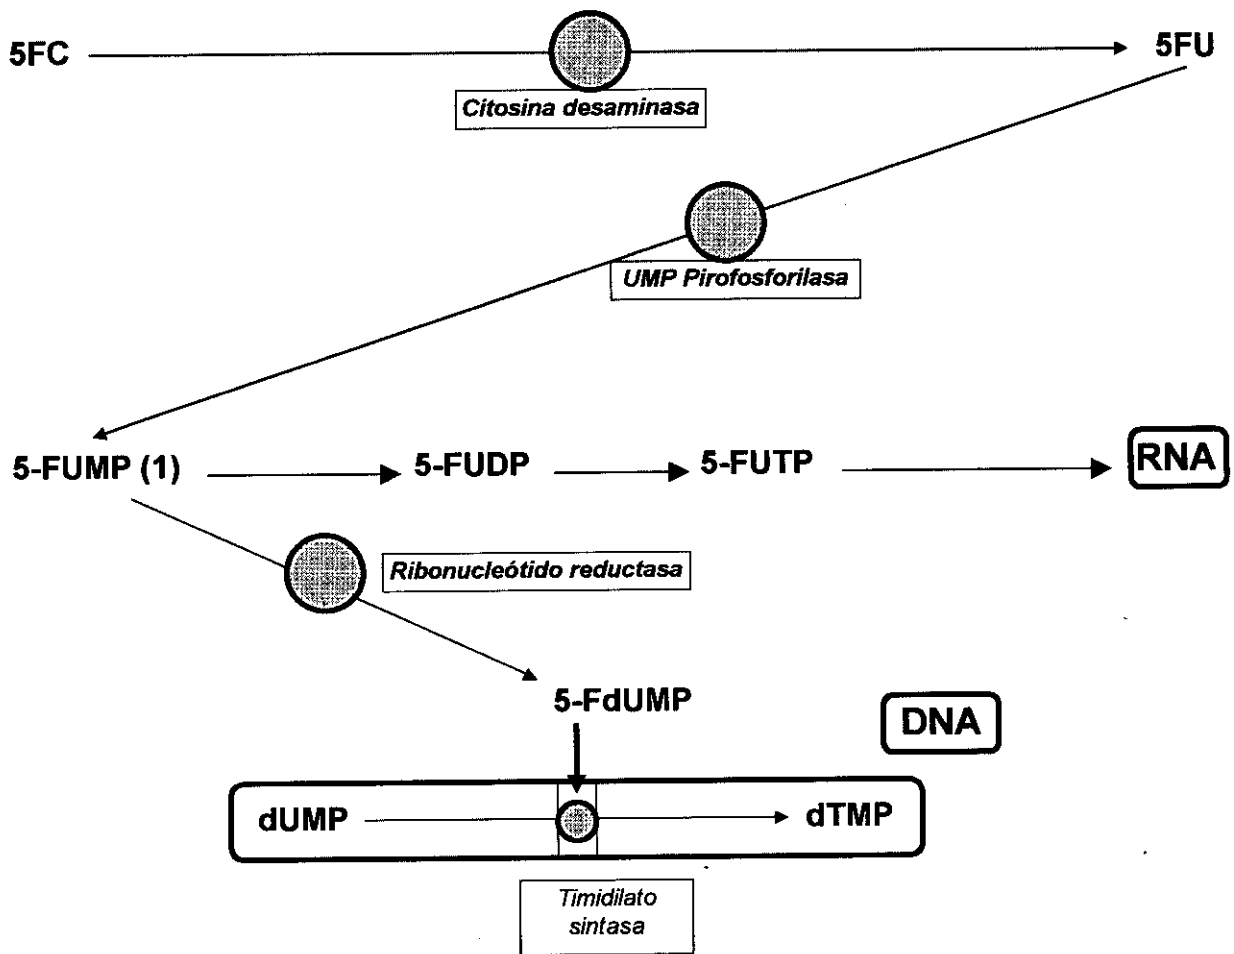 5FC
5FU
Citosina desaminasa
UMP Pirofosforilasa
5-FUMP (1)
5-FUDP
5-FUTP
RNA
Ribonucleótido reductasa
5-FdUMP
DNA
dUMP
dTMP
Timidilato
sintasa